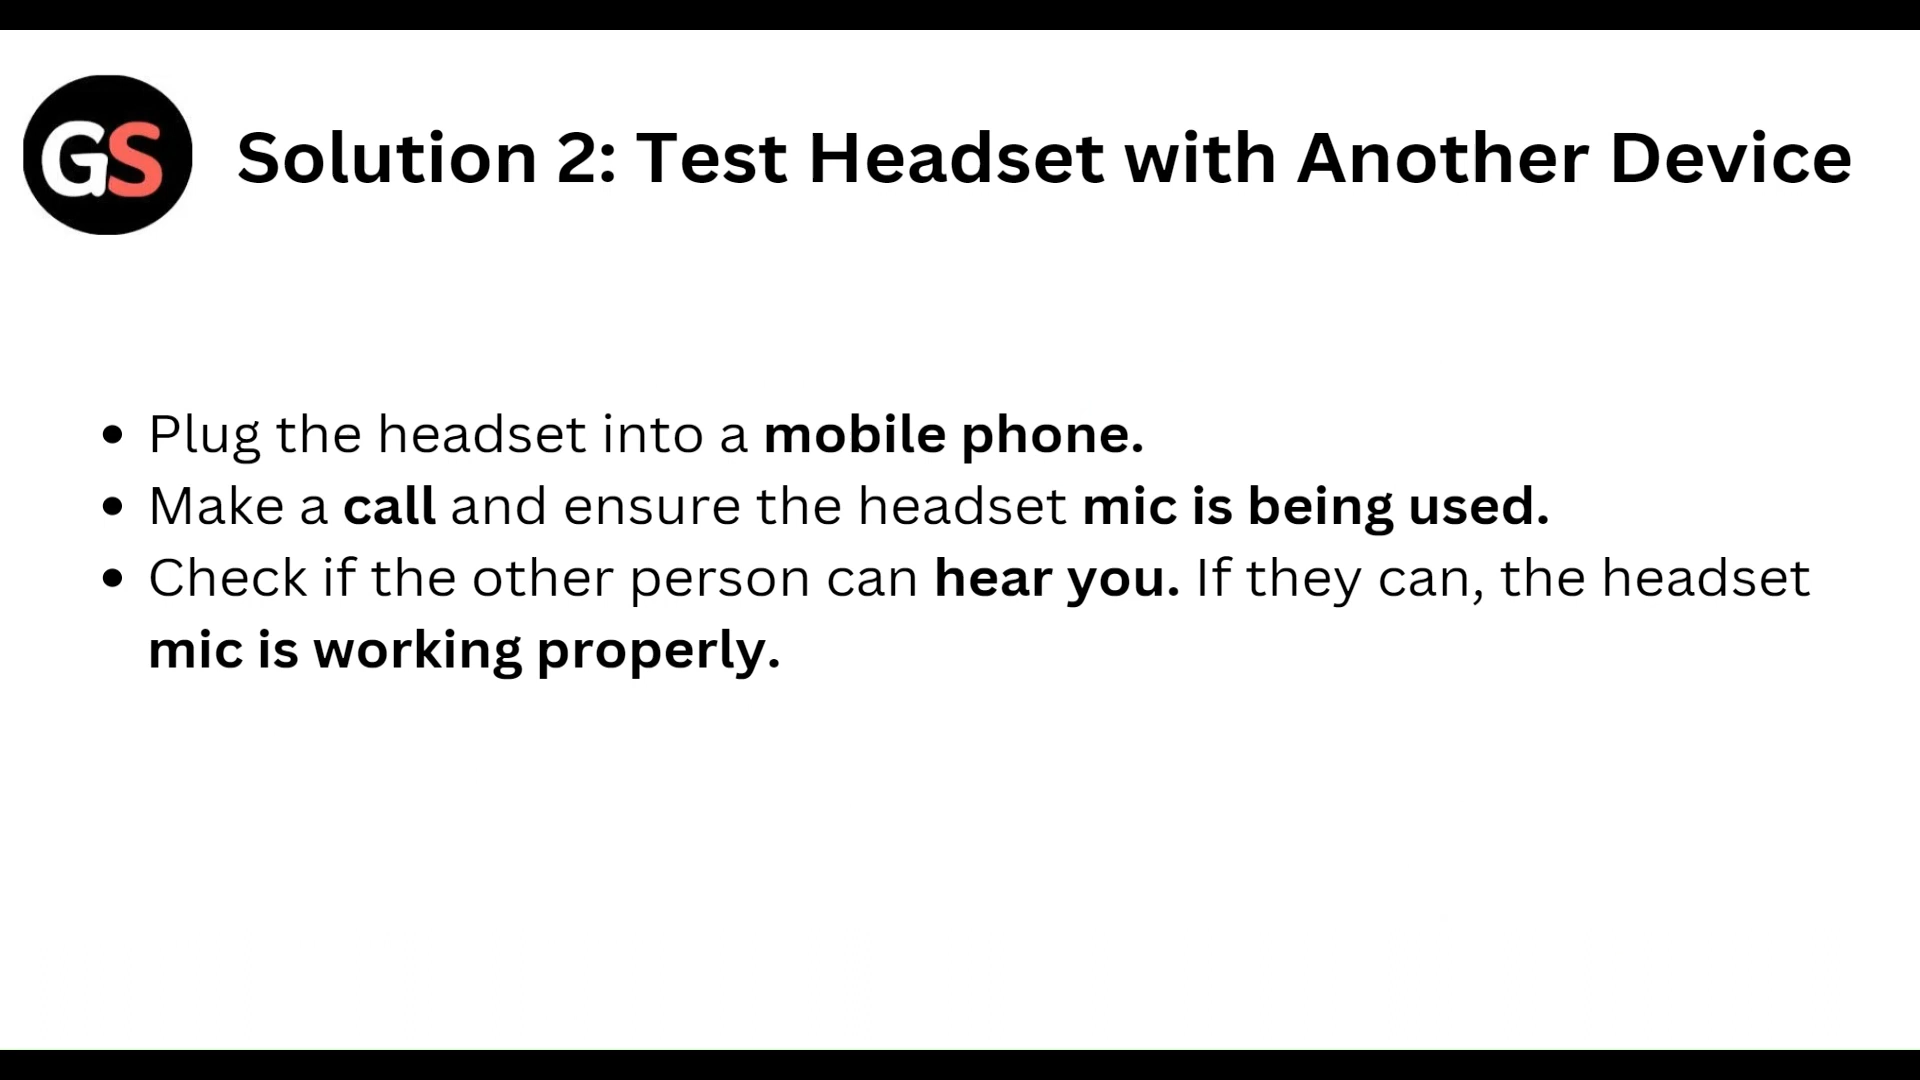 GS
Solution 2: Test Headset with Another Device
• Plug the headset into a mobile phone.
• Make a call and ensure the headset mic is being used.
• Check if the other person can hear you. If they can, the headset
mic is working properly.